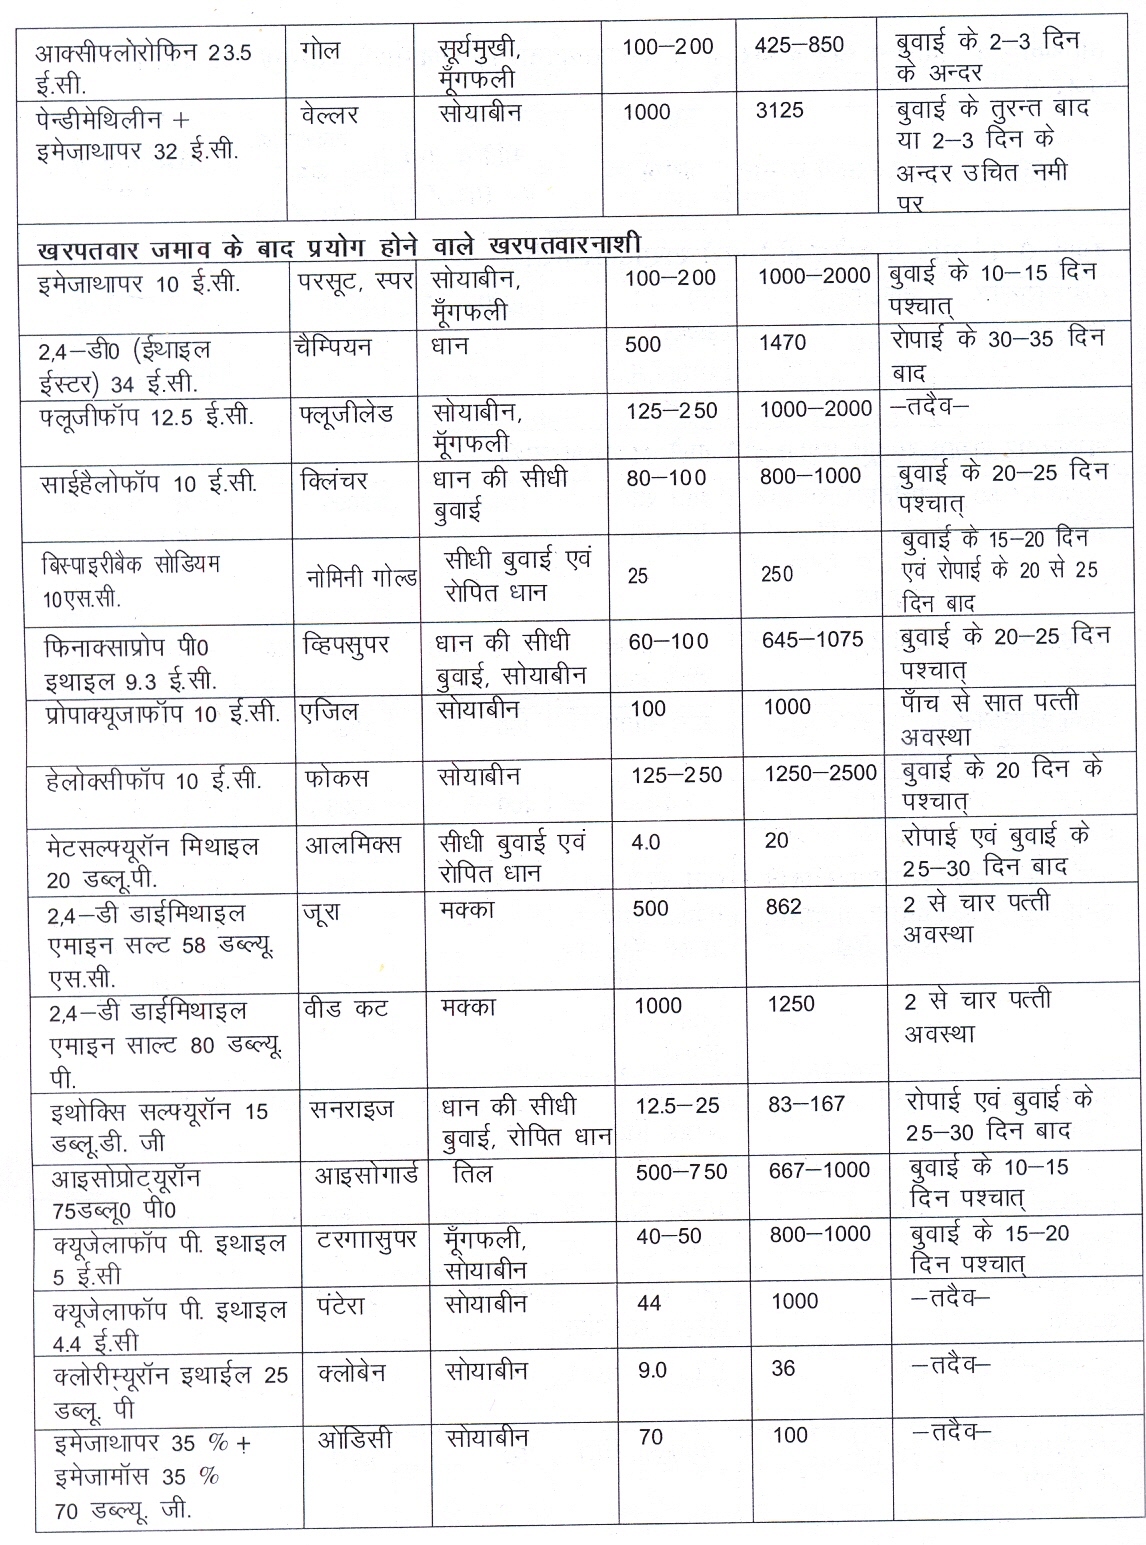 आक्सीफ्लोरोफिन 23.5 ई.सी. | गोल | सूर्यमुखी, मूँगफली | 100–200 | 425–850 | बुवाई के 2–3 दिन के अन्दर
पेन्डीमेथिलीन + इमेजाथापर 32 ई.सी. | वेल्लर | सोयाबीन | 1000 | 3125 | बुवाई के तुरन्त बाद या 2–3 दिन के अन्दर उचित नमी पर
खरपतवार जमाव के बाद प्रयोग होने वाले खरपतवारनाशी
इमेजाथापर 10 ई.सी. | परसूट, स्पर | सोयाबीन, मूँगफली | 100–200 | 1000–2000 | बुवाई के 10–15 दिन पश्चात्
2,4–डी0 (ईथाइल ईस्टर) 34 ई.सी. | चैम्पियन | धान | 500 | 1470 | रोपाई के 30–35 दिन बाद
फ्लूजीफॉप 12.5 ई.सी. | फ्लूजीलेड | सोयाबीन, मूॅगफली | 125–250 | 1000–2000 | –तदैव–
साईहैलोफॉप 10 ई.सी. | क्लिंचर | धान की सीधी बुवाई | 80–100 | 800–1000 | बुवाई के 20–25 दिन पश्चात्
बिस्पाइरीबैक सोडियम 10एस.सी. | नोमिनी गोल्ड | सीधी बुवाई एवं रोपित धान | 25 | 250 | बुवाई के 15–20 दिन एवं रोपाई के 20 से 25 दिन बाद
फिनाक्साप्रोप पी0 इथाइल 9.3 ई.सी. | व्हिपसुपर | धान की सीधी बुवाई, सोयाबीन | 60–100 | 645–1075 | बुवाई के 20–25 दिन पश्चात्
प्रोपाक्यूजाफॉप 10 ई.सी. | एजिल | सोयाबीन | 100 | 1000 | पाँच से सात पत्ती अवस्था
हेलोक्सीफॉप 10 ई.सी. | फोकस | सोयाबीन | 125–250 | 1250–2500 | बुवाई के 20 दिन के पश्चात्
मेटसल्फ्यूरॉन मिथाइल 20 डब्लू.पी. | आलमिक्स | सीधी बुवाई एवं रोपित धान | 4.0 | 20 | रोपाई एवं बुवाई के 25–30 दिन बाद
2,4–डी डाईमिथाइल एमाइन सल्ट 58 डब्ल्यू. एस.सी. | जूरा | मक्का | 500 | 862 | 2 से चार पत्ती अवस्था
2,4–डी डाईमिथाइल एमाइन साल्ट 80 डब्ल्यू. पी. | वीड कट | मक्का | 1000 | 1250 | 2 से चार पत्ती अवस्था
इथोक्सि सल्फ्यूरॉन 15 डब्लू.डी. जी | सनराइज | धान की सीधी बुवाई, रोपित धान | 12.5–25 | 83–167 | रोपाई एवं बुवाई के 25–30 दिन बाद
आइसोप्रोट्यूरॉन 75डब्लू0 पी0 | आइसोगार्ड | तिल | 500–750 | 667–1000 | बुवाई के 10–15 दिन पश्चात्
क्यूजेलाफॉप पी. इथाइल 5 ई.सी | टरगाासुपर | मूँगफली, सोयाबीन | 40–50 | 800–1000 | बुवाई के 15–20 दिन पश्चात्
क्यूजेलाफॉप पी. इथाइल 4.4 ई.सी | पंटेरा | सोयाबीन | 44 | 1000 | –तदैव–
क्लोरीम्यूरॉन इथाईल 25 डब्लू. पी | क्लोबेन | सोयाबीन | 9.0 | 36 | –तदैव–
इमेजाथापर 35 % + इमेजामॉस 35 % 70 डब्ल्यू. जी. | ओडिसी | सोयाबीन | 70 | 100 | –तदैव–